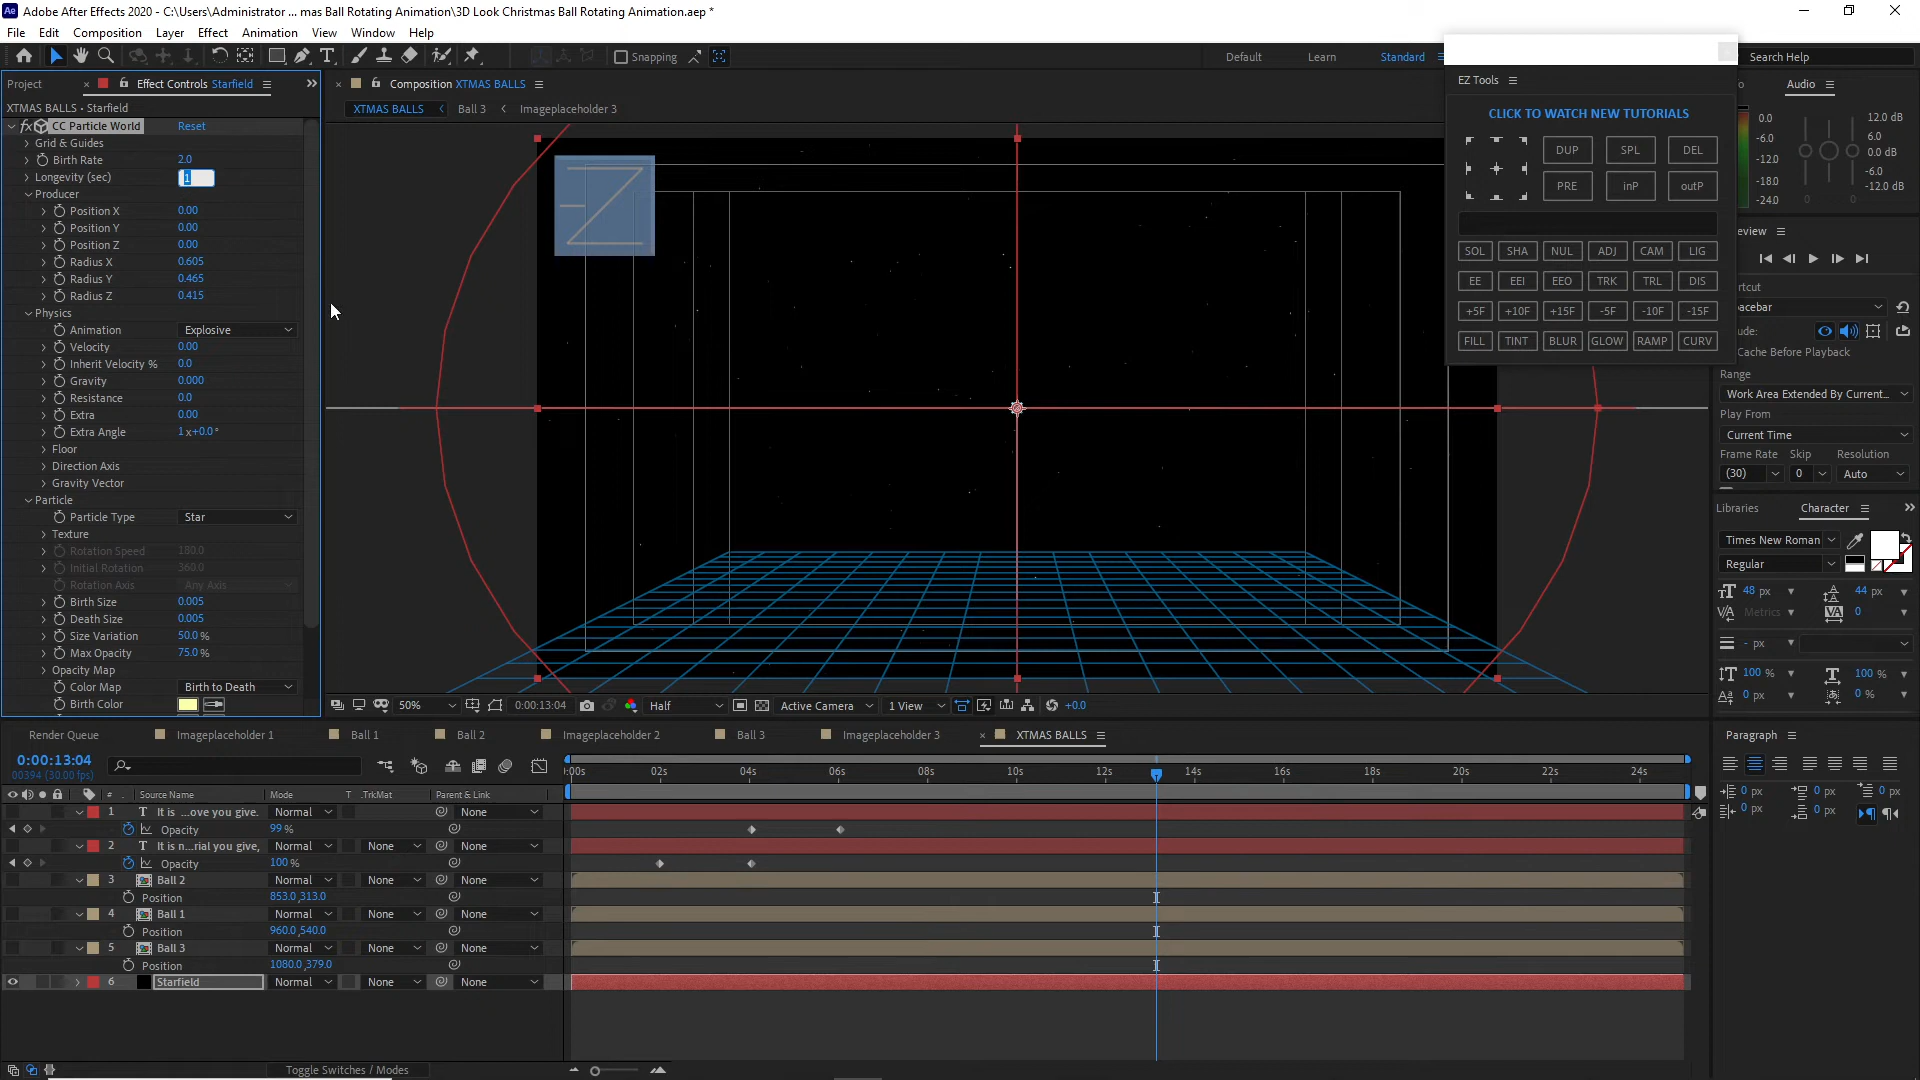 Adobe After Effects 2020 - C:\Users\Administrator ... mas Ball Rotating Animation\3D Look Christmas Ball Rotating Animation.aep *
File Edit Composition Layer Effect Animation View Window Help
Snapping
Default Learn Standard
Search Help
Project
Effect Controls Starfield
Composition XTMAS BALLS
EZ Tools
Audio
XTMAS BALLS • Starfield
XTMAS BALLS Ball 3 Imageplaceholder 3
CLICK TO WATCH NEW TUTORIALS
fx CC Particle World Reset
Grid & Guides
Birth Rate 2.0
Longevity (sec) 1
Producer
Position X 0.00
Position Y 0.00
Position Z 0.00
Radius X 0.605
Radius Y 0.465
Radius Z 0.415
Physics
Animation Explosive
Velocity 0.00
Inherit Velocity % 0.0
Gravity 0.000
Resistance 0.0
Extra 0.00
Extra Angle 1x+0.0°
Floor
Direction Axis
Gravity Vector
Particle
Particle Type Star
Texture
Rotation Speed 180.0
Initial Rotation 360.0
Rotation Axis Any Axis
Birth Size 0.005
Death Size 0.005
Size Variation 50.0 %
Max Opacity 75.0 %
Opacity Map
Color Map Birth to Death
Birth Color
DUP SPL DEL
PRE inP outP
SOL SHA NUL ADJ CAM LIG
EE EEI EEO TRK TRL DIS
+5F +10F +15F -5F -10F -15F
FILL TINT BLUR GLOW RAMP CURV
0.0 12.0 dB
-6.0 6.0
-12.0 0.0 dB
-18.0 -6.0
-24.0 -12.0 dB
0 0
eview
ortcut
pacebar
ude:
Cache Before Playback
Range
Work Area Extended By Current...
Play From
Current Time
Frame Rate Skip Resolution
(30) 0 Auto
Libraries Character
Times New Roman
Regular
48 px 44 px
Metrics 0
- px
100 % 100 %
0 px 0 %
50% 0:00:13:04 Half Active Camera 1 View +0.0
Render Queue Imageplaceholder 1 Ball 1 Ball 2 Imageplaceholder 2 Ball 3 Imageplaceholder 3 XTMAS BALLS
Paragraph
0 px 0 px 0 px
0 px 0 px
0:00:13:04
00394 (30.00 fps)
:00s 02s 04s 06s 08s 10s 12s 14s 16s 18s 20s 22s 24s
# Source Name Mode T .TrkMat Parent & Link
1 T It is ...ove you give. Normal None
Opacity 99 %
2 T It is n...rial you give, Normal None None
Opacity 100 %
3 Ball 2 Normal None None
Position 853.0,313.0
4 Ball 1 Normal None None
Position 960.0,540.0
5 Ball 3 Normal None None
Position 1080.0,379.0
6 Starfield Normal None None
Toggle Switches / Modes